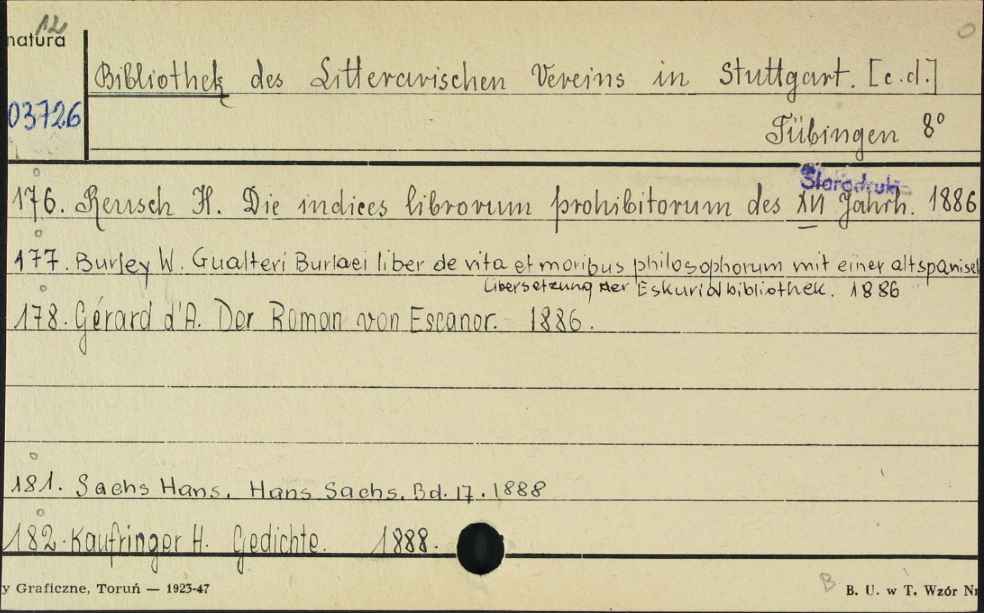 12
natura
Bibliothek des Litterarischen Vereins in Stuttgart. [c.d.]
03726
Tübingen 8°
Starodruki
176. Reusch H. Die indices librorum prohibitorum des XVI Jahrh. 1886
177. Burley W. Gualteri Burlaei liber de vita et moribus philosophorum mit einer altspanisch
Übersetzung der Eskurialbibliothek. 1886
178. Gérard d'A. Der Roman von Escanor. 1886.
181. Sachs Hans. Hans Sachs. Bd. 17. 1888
182. Kaufringer H. Gedichte. 1888.
y Graficzne, Toruń — 1923-47
B
B. U. w T. Wzór Nr